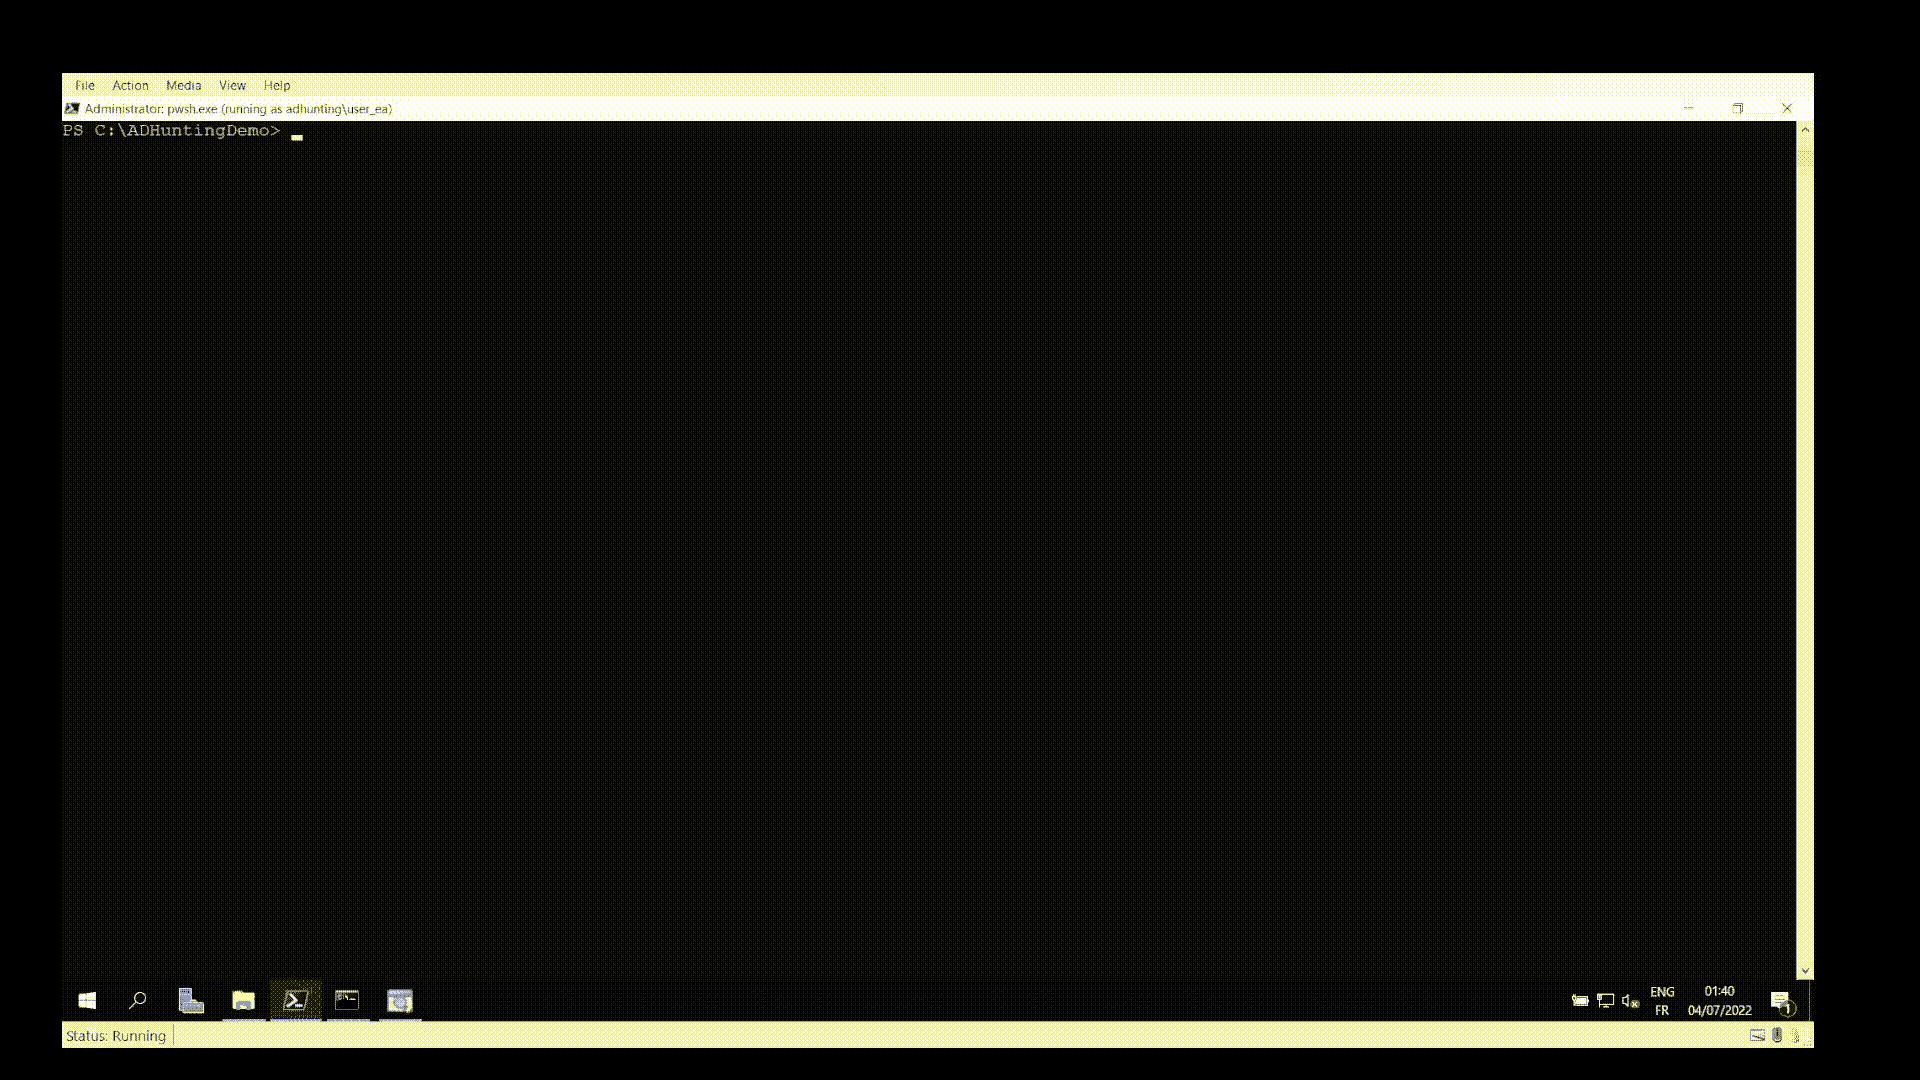 File Action Media View Help
Administrator: pwsh.exe (running as adhunting\user_ea)
PS C:\ADHuntingDemo>
ENG 01:40
FR 04/07/2022
1
Status: Running